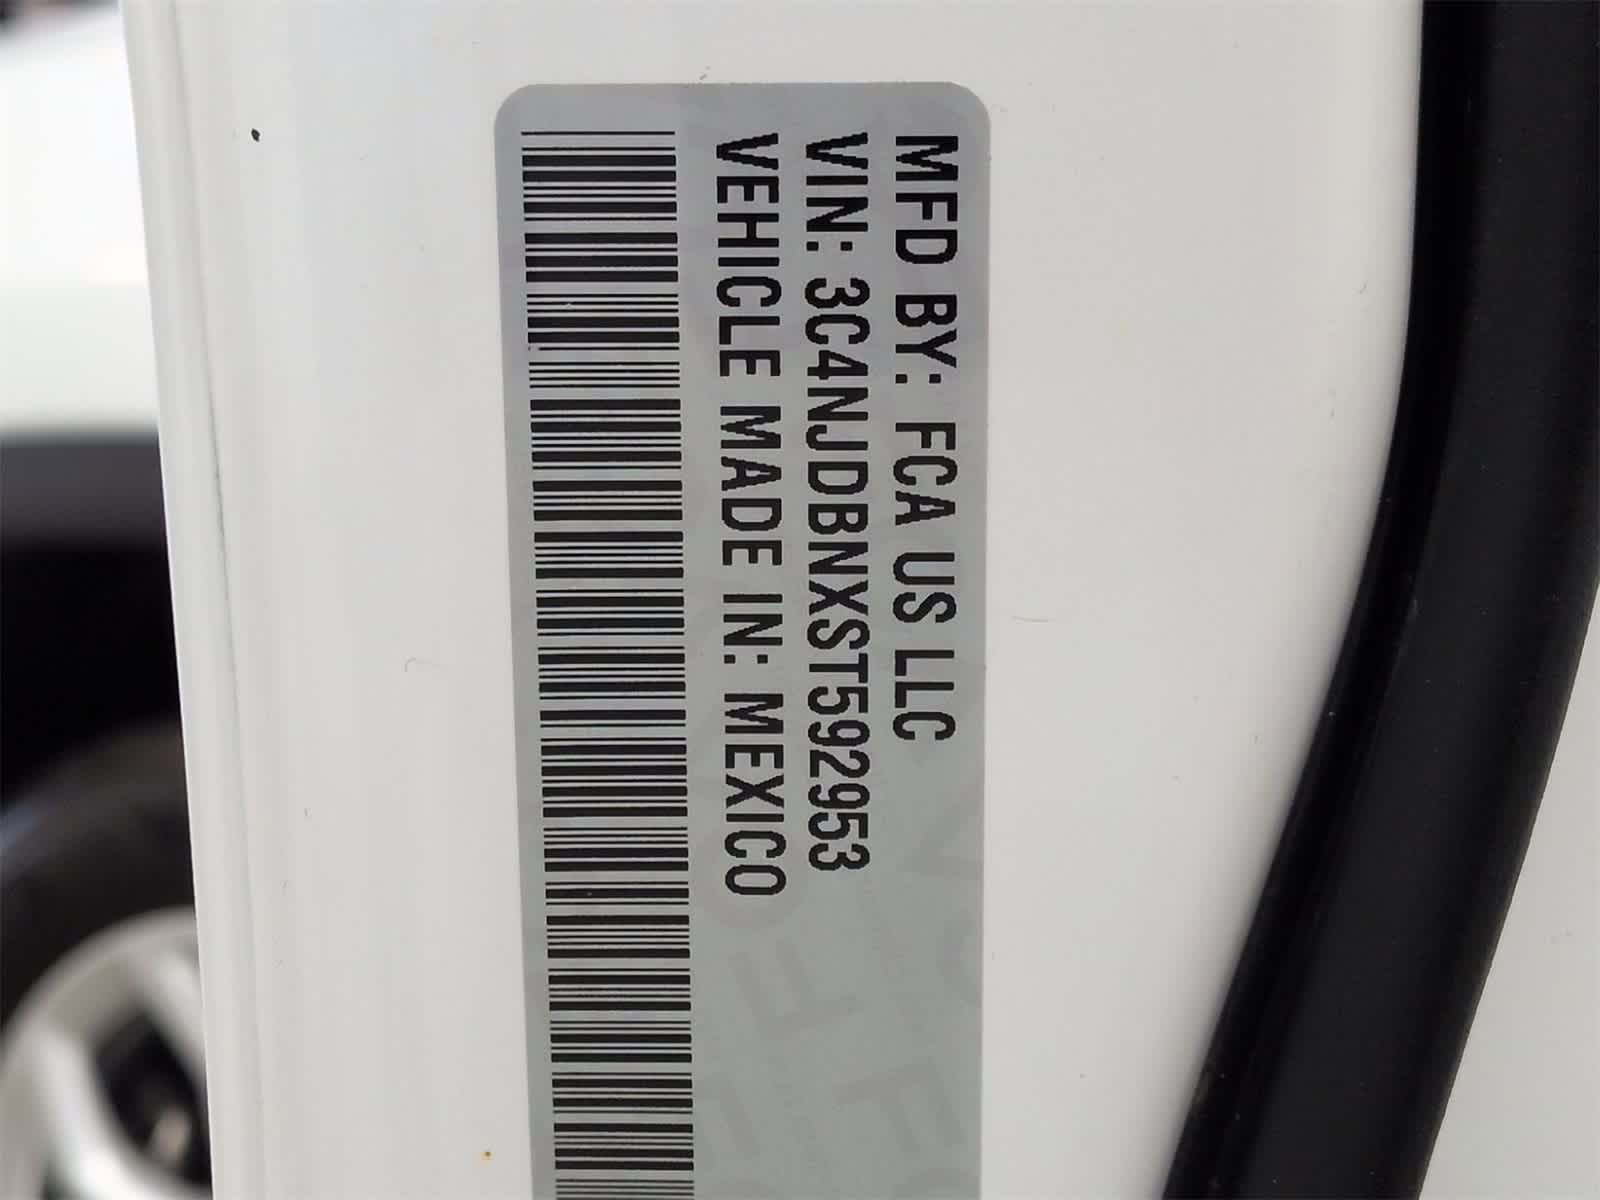 MFD BY: FCA US LLC
VIN: 3C4NJDBNXST592953
VEHICLE MADE IN: MEXICO